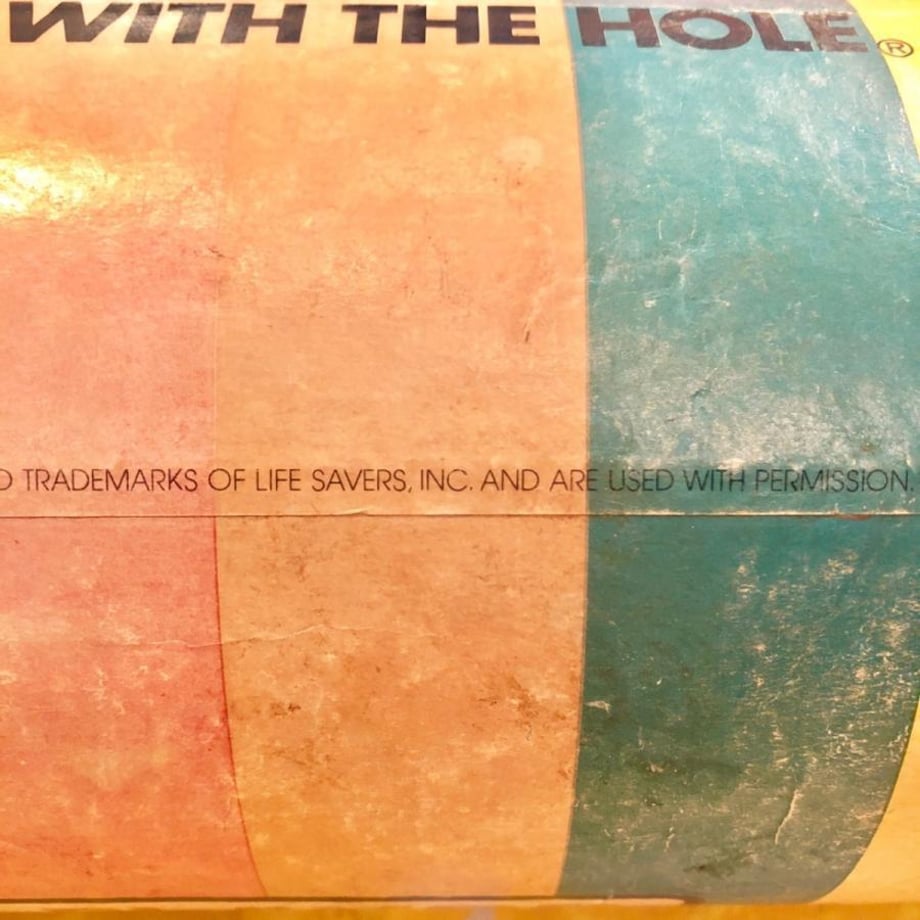 WITH THE HOLE®
D TRADEMARKS OF LIFE SAVERS, INC. AND ARE USED WITH PERMISSION.